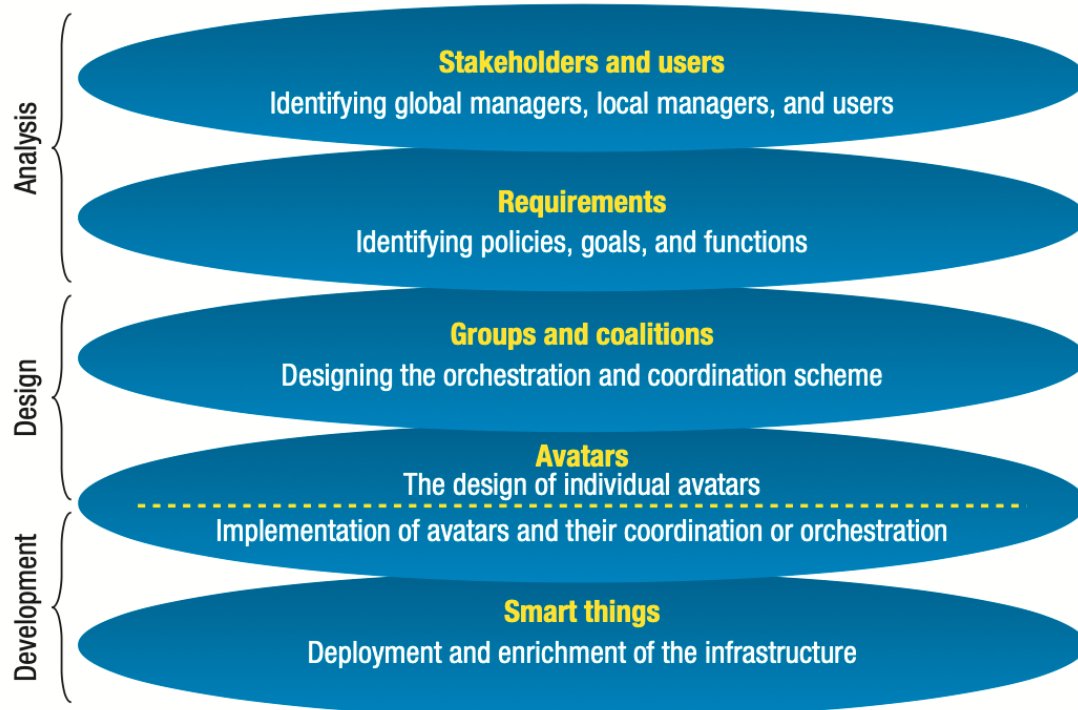 Analysis
Stakeholders and users
Identifying global managers, local managers, and users
Requirements
Identifying policies, goals, and functions
Design
Groups and coalitions
Designing the orchestration and coordination scheme
Avatars
The design of individual avatars
Development
Implementation of avatars and their coordination or orchestration
Smart things
Deployment and enrichment of the infrastructure